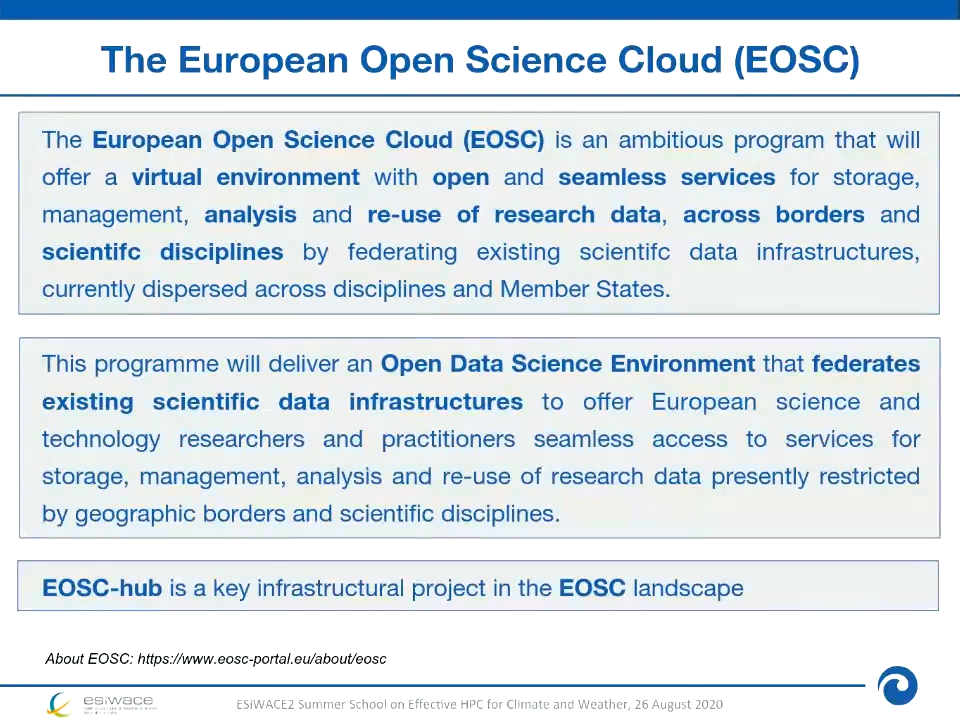 The European Open Science Cloud (EOSC)
The European Open Science Cloud (EOSC) is an ambitious program that will
offer a virtual environment with open and seamless services for storage,
management, analysis and re-use of research data, across borders and
scientifc disciplines by federating existing scientifc data infrastructures,
currently dispersed across disciplines and Member States.
This programme will deliver an Open Data Science Environment that federates
existing scientific data infrastructures to offer European science and
technology researchers and practitioners seamless access to services for
storage, management, analysis and re-use of research data presently restricted
by geographic borders and scientific disciplines.
EOSC-hub is a key infrastructural project in the EOSC landscape
About EOSC: https://www.eosc-portal.eu/about/eosc
esiwace
ESiWACE2 Summer School on Effective HPC for Climate and Weather, 26 August 2020